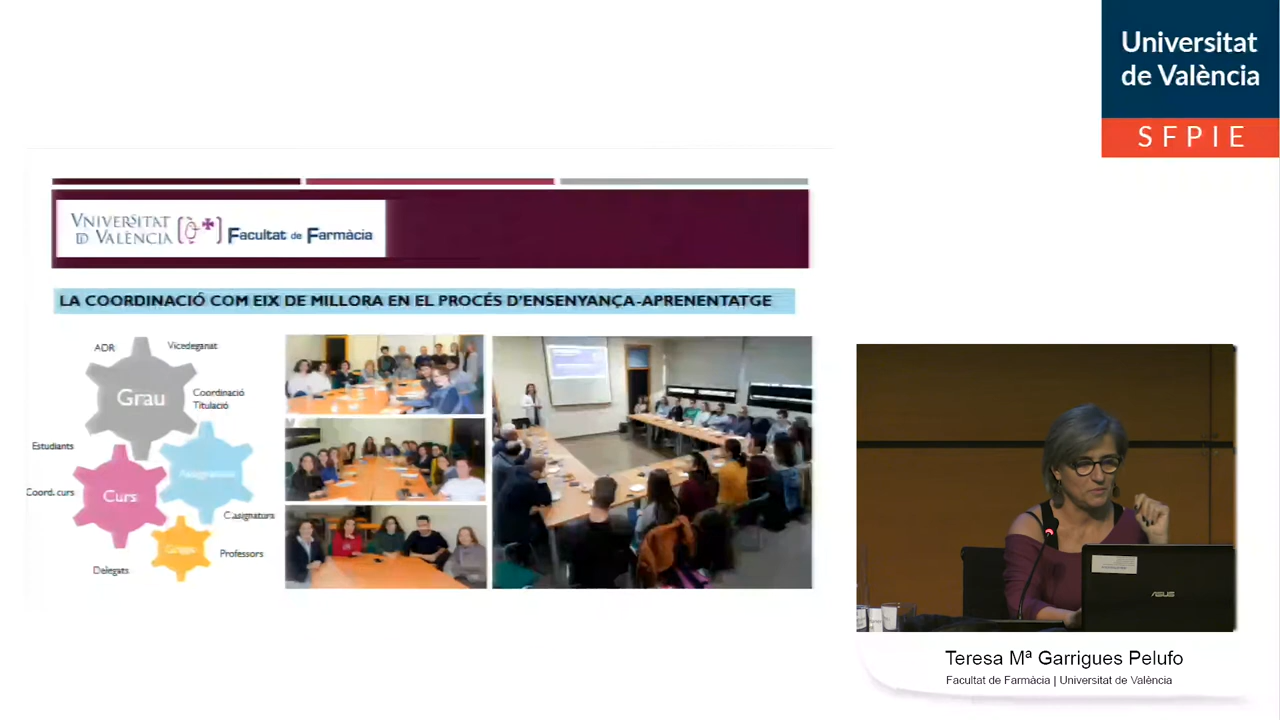 Universitat
de València
SFPIE
VNIVERSITAT
D VALÈNCIA
Facultat de Farmàcia
LA COORDINACIÓ COM EIX DE MILLORA EN EL PROCÉS D'ENSENYANÇA-APRENENTATGE
ADR
Vicedeganat
Grau
Coordinació
Titulació
Estudiants
Coord. curs
Curs
C.asignatura
Professors
Delegats
ASUS
Teresa Mª Garrigues Pelufo
Facultat de Farmàcia | Universitat de València